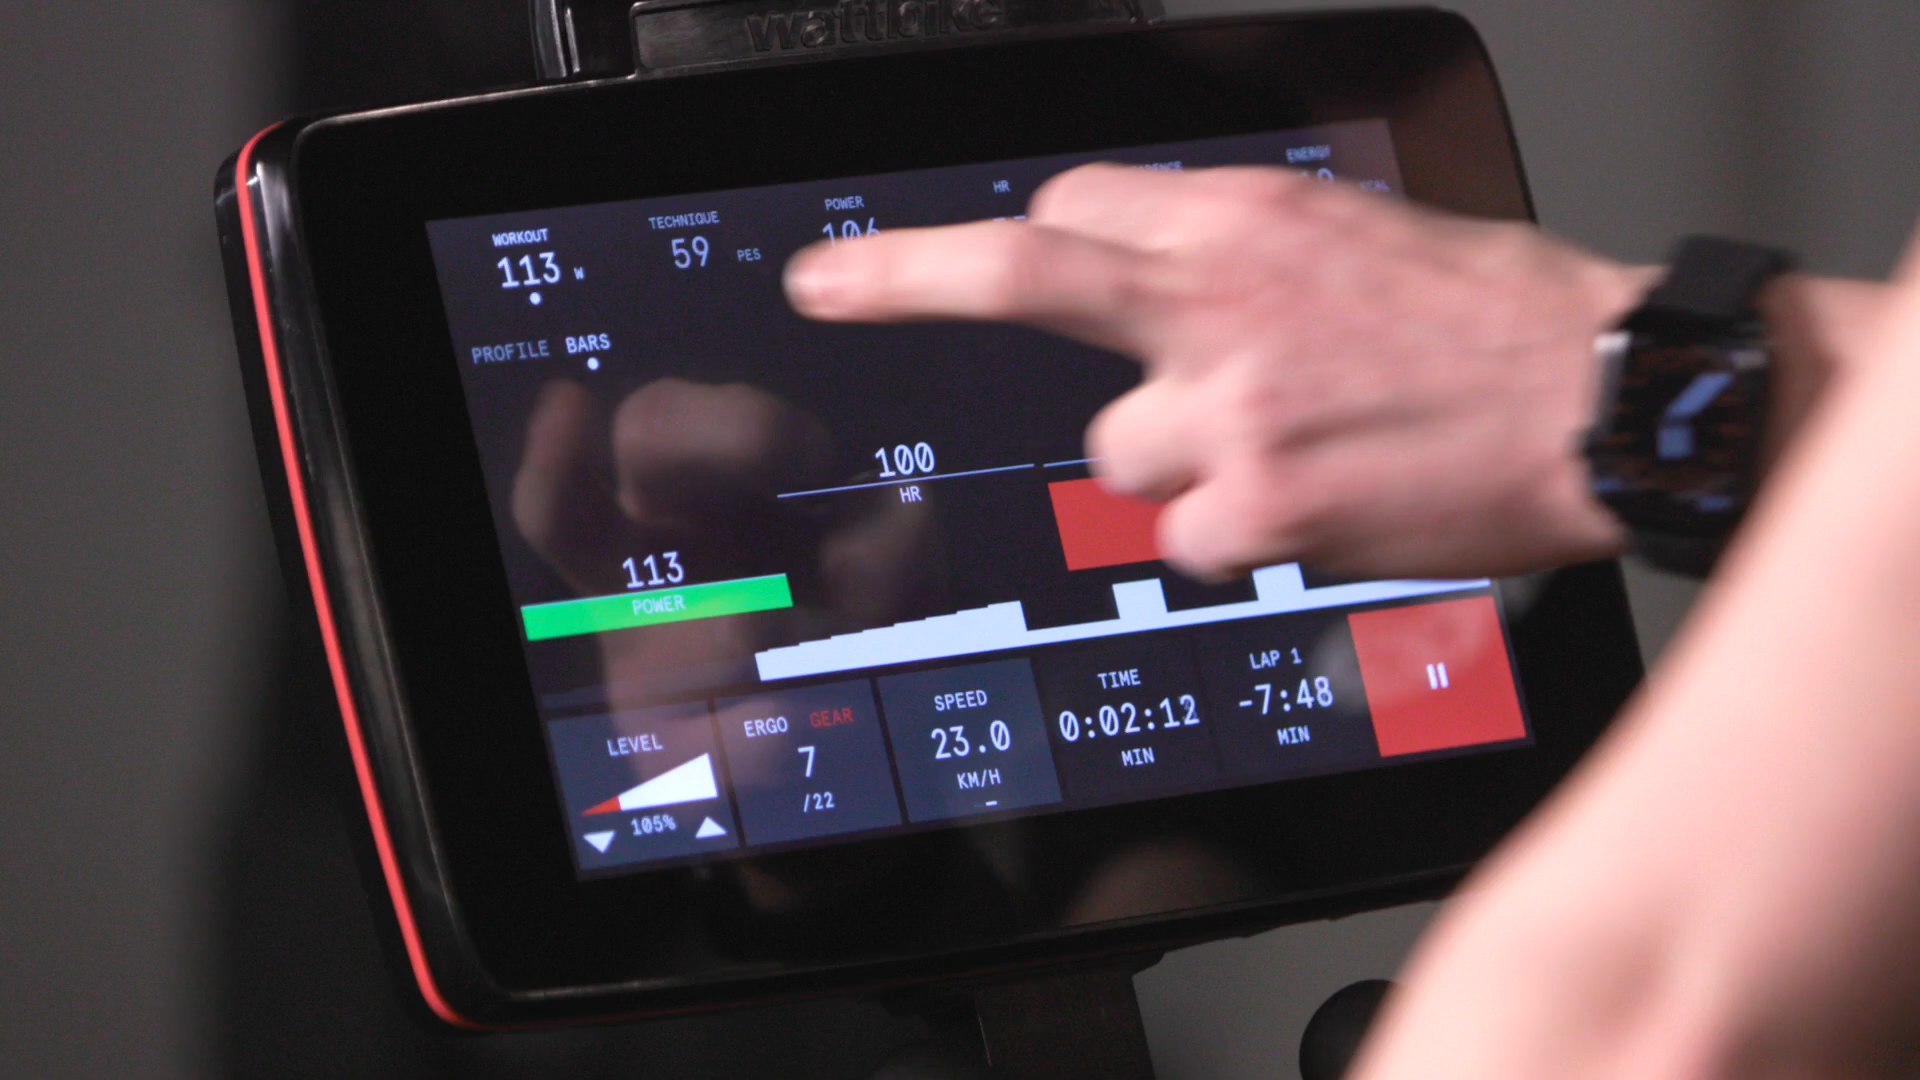 wattbike
WORKOUT
113 W
TECHNIQUE
59 PES
POWER
106
HR
ENERGY
PROFILE BARS
100
HR
113
POWER
LEVEL
105%
ERGO GEAR
7
/22
SPEED
23.0
KM/H
TIME
0:02:12
MIN
LAP 1
-7:48
MIN